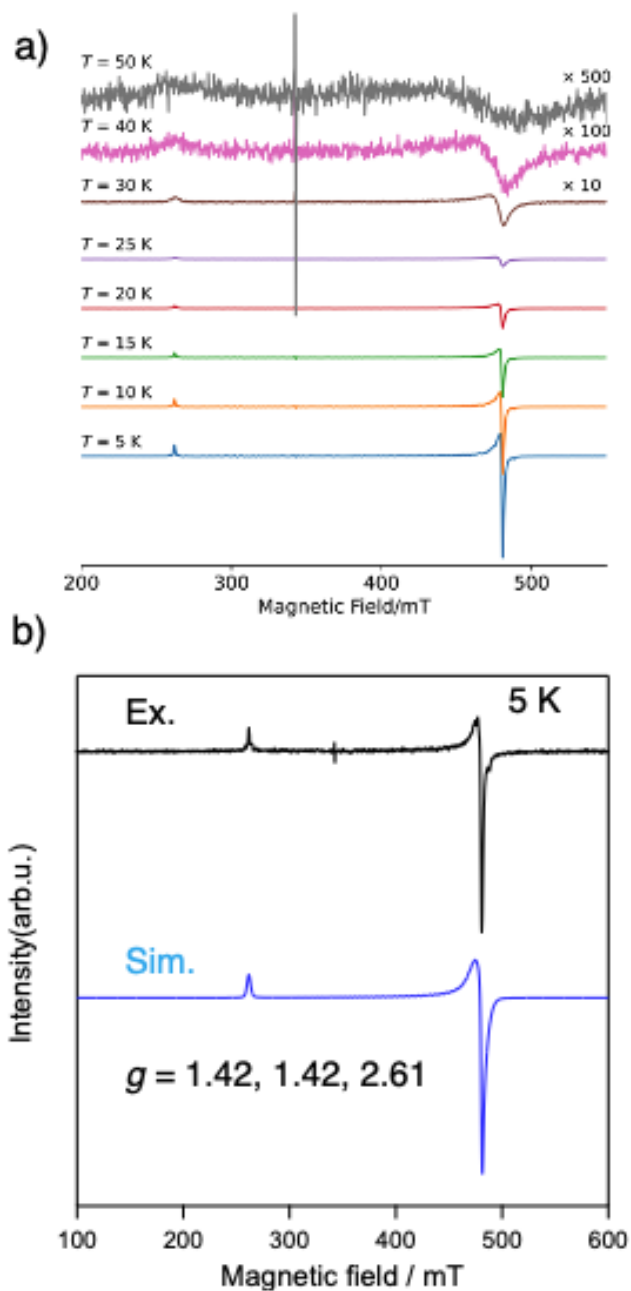 a)
T = 50 K
× 500
T = 40 K
× 100
T = 30 K
× 10
T = 25 K
T = 20 K
T = 15 K
T = 10 K
T = 5 K
200 300 400 500
Magnetic Field/mT
b)
Ex.
5 K
Sim.
g = 1.42, 1.42, 2.61
Intensity(arb.u.)
100 200 300 400 500 600
Magnetic field / mT